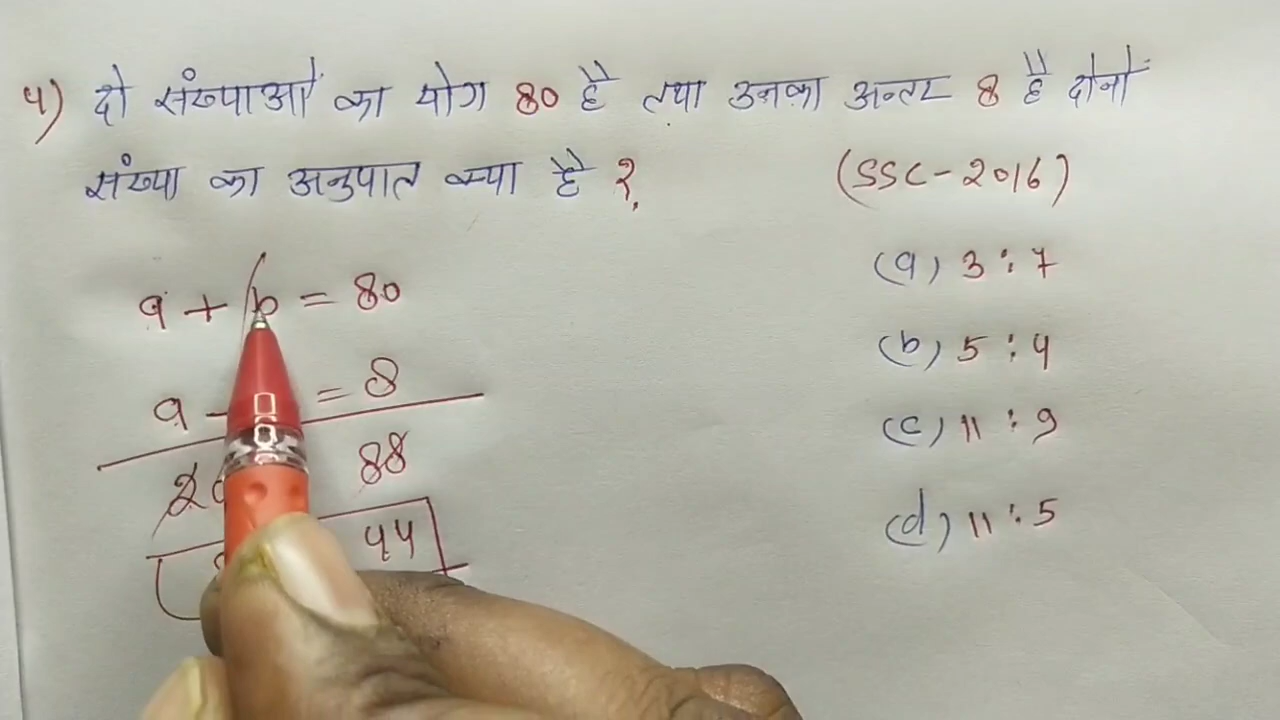 4) दो संख्याओं का योग 80 है तथा उनका अन्तर 8 है दोनों
संख्या का अनुपात क्या है ?
(SSC-2016)
a + b = 80
a - = 8
2a 88
44
(a) 3 : 7
(b) 5 : 4
(c) 11 : 9
(d) 11 : 5